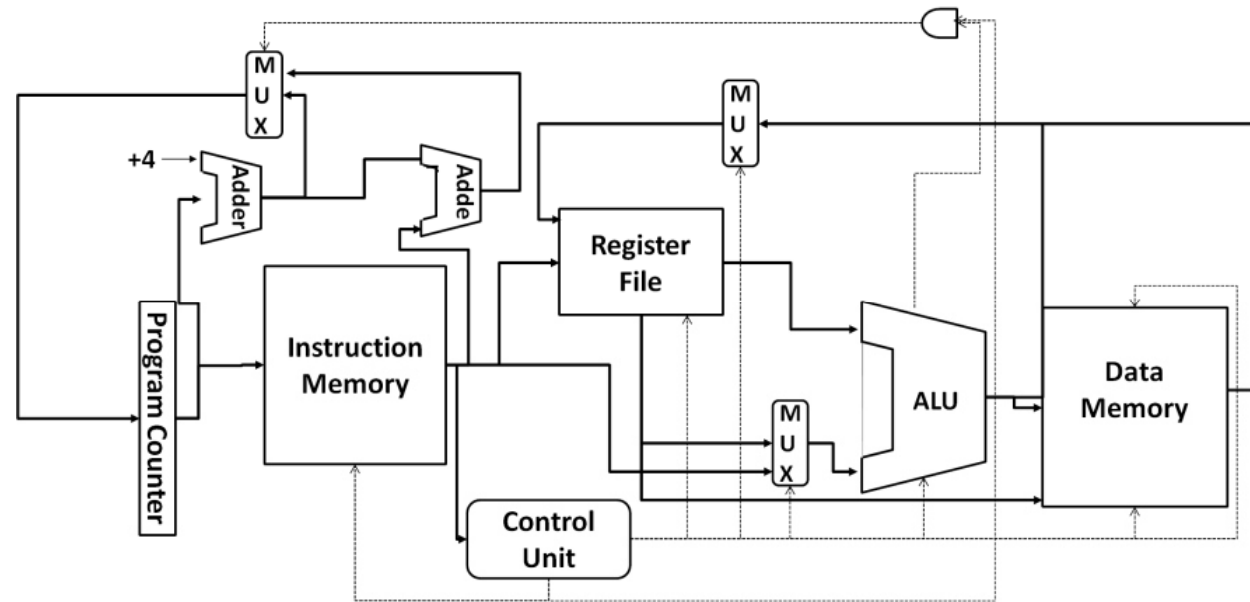 M
U
X
M
U
X
+4
Adder
Adde
Register
File
Program Counter
Instruction
Memory
ALU
Data
Memory
M
U
X
Control
Unit